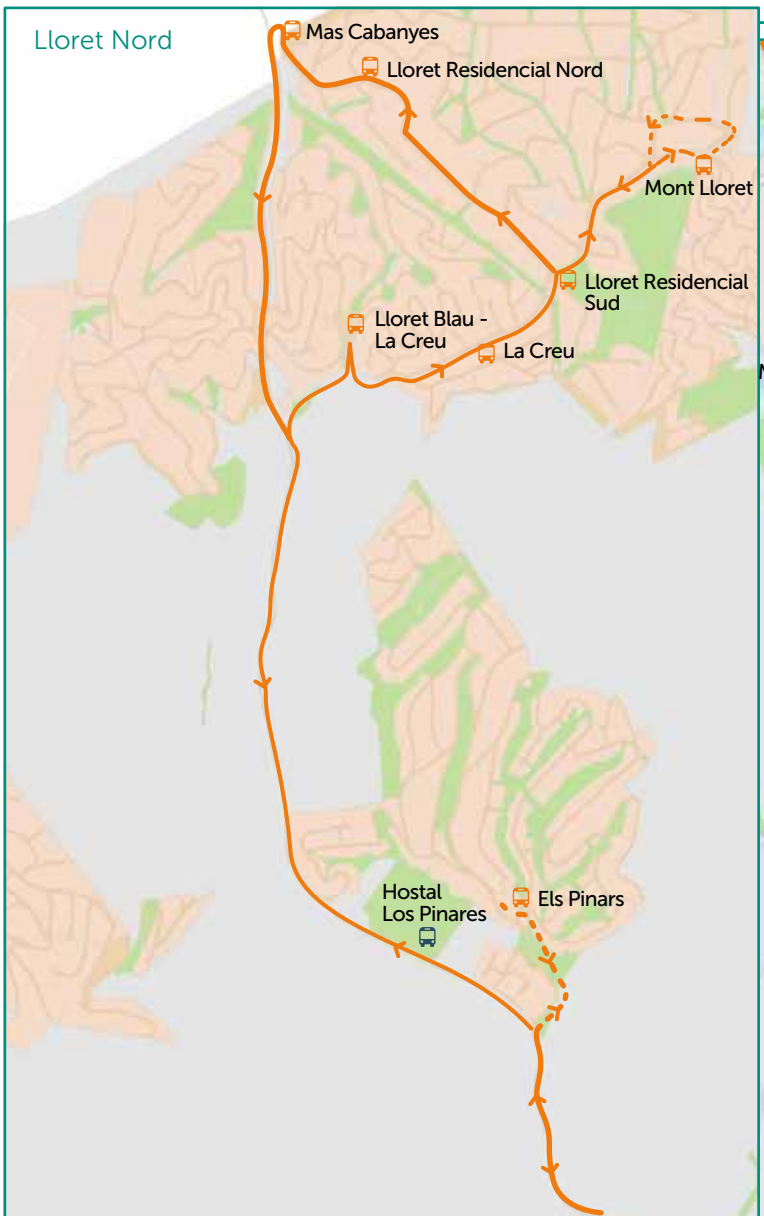 Lloret Nord
Mas Cabanyes
Lloret Residencial Nord
Mont Lloret
Lloret Residencial
Sud
Lloret Blau -
La Creu
La Creu
Hostal
Los Pinares
Els Pinars